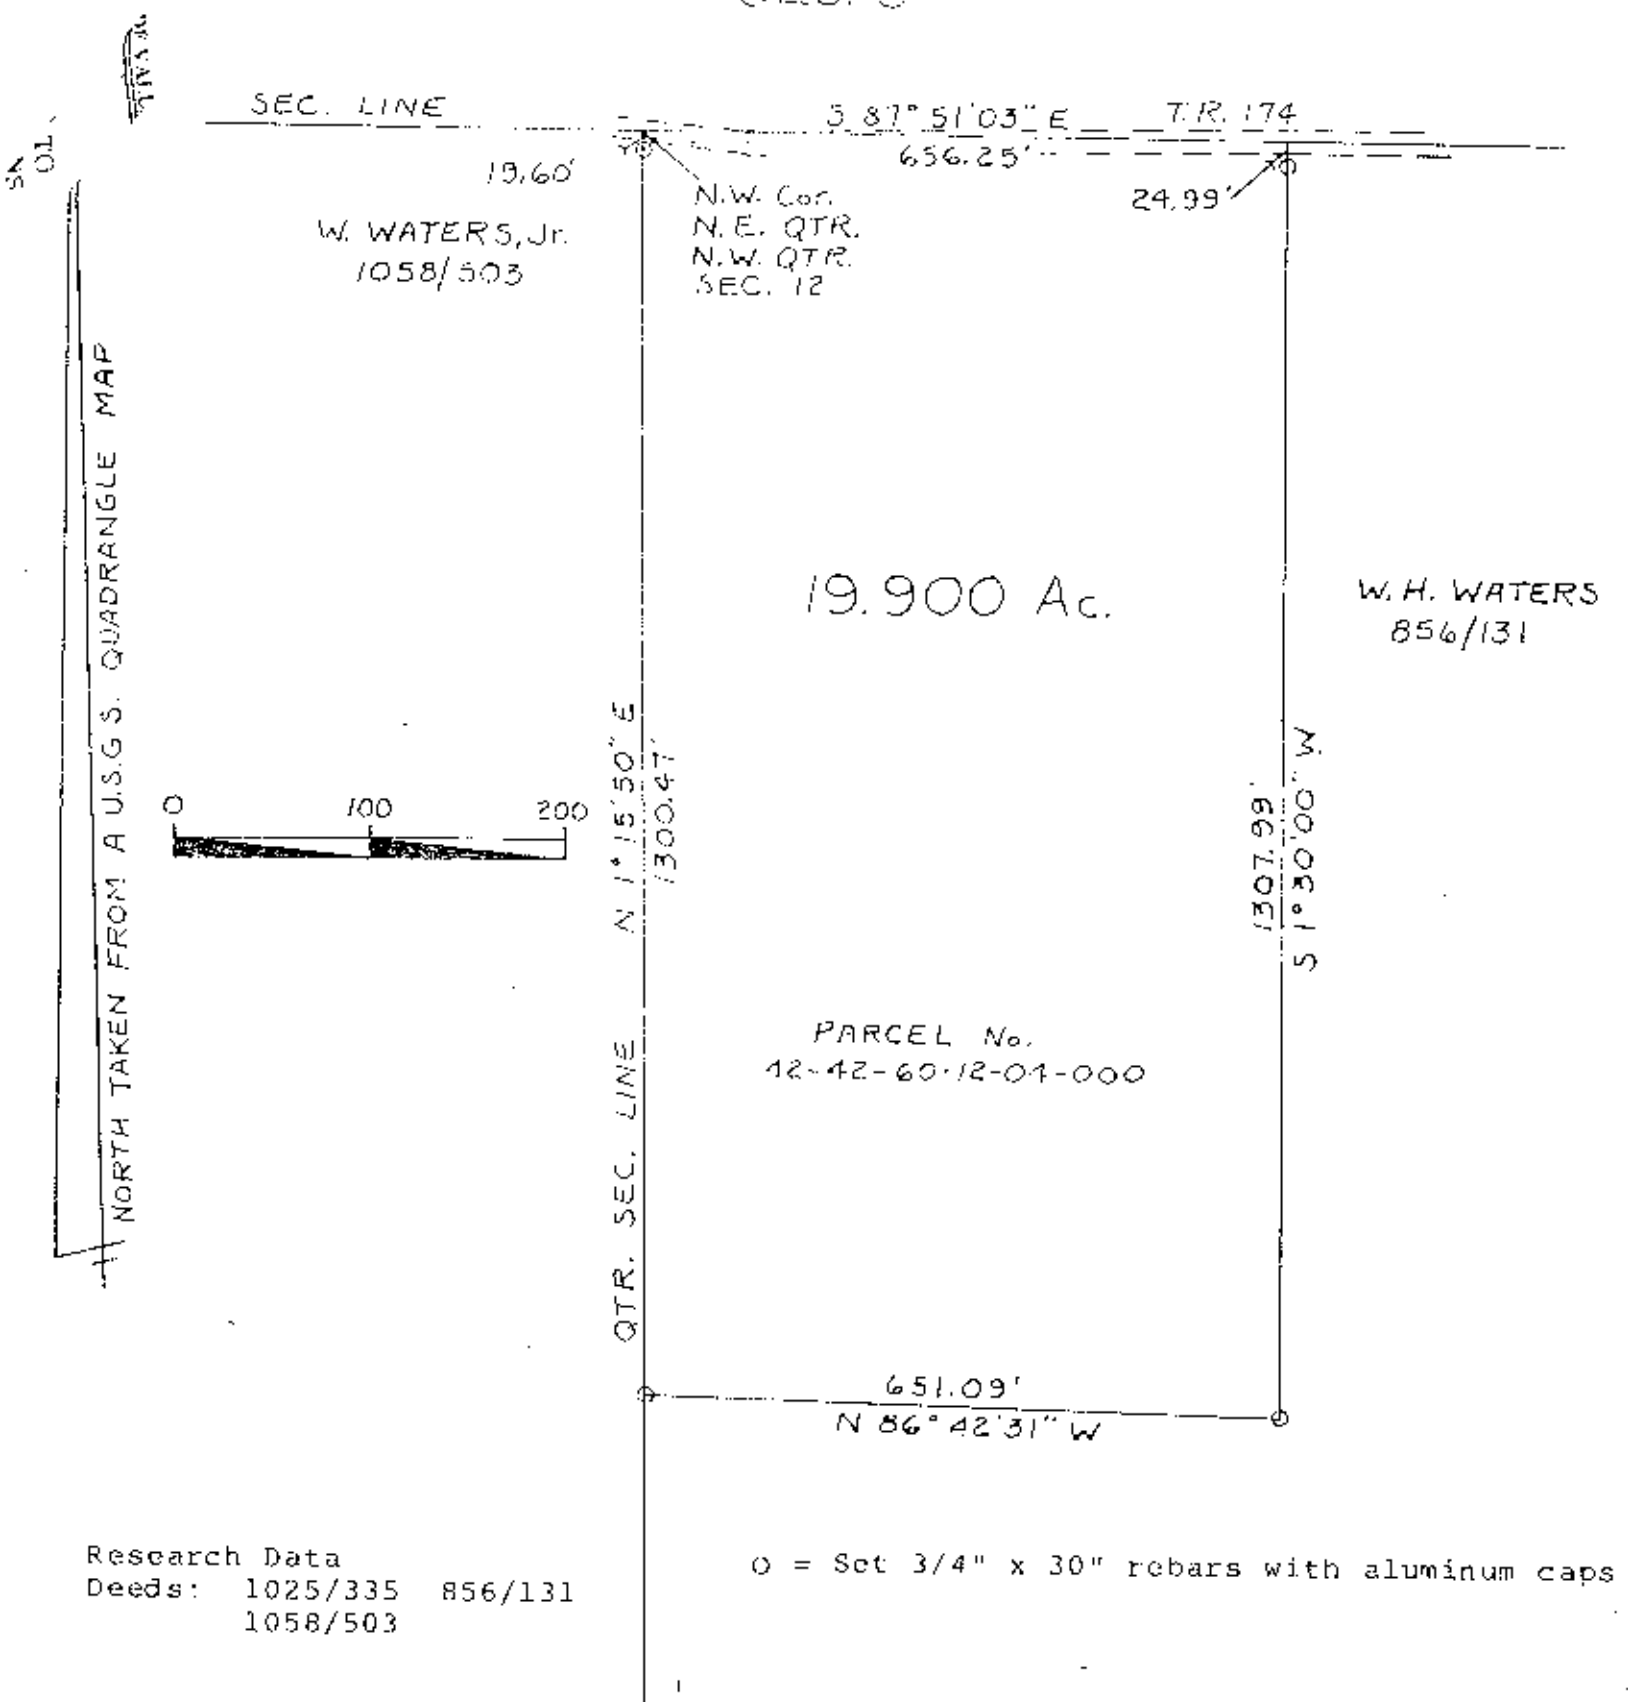 SEC. LINE
S 87° 51' 03" E
T.R. 174
656.25'
19.60'
24.99'
N.W. Cor.
N.E. QTR.
N.W. QTR.
SEC. 12
W. WATERS, Jr.
1058/503
NORTH TAKEN FROM A U.S.G.S. QUADRANGLE MAP
19.900 Ac.
W. H. WATERS
856/131
0 100 200
QTR. SEC. LINE N 1° 15' 50" E
1300.47'
1307.99'
S 1° 30' 00" W
PARCEL No.
42-42-60-12-04-000
651.09'
N 86° 42' 31" W
Research Data
Deeds: 1025/335 856/131
1058/503
O = Set 3/4" x 30" rebars with aluminum caps